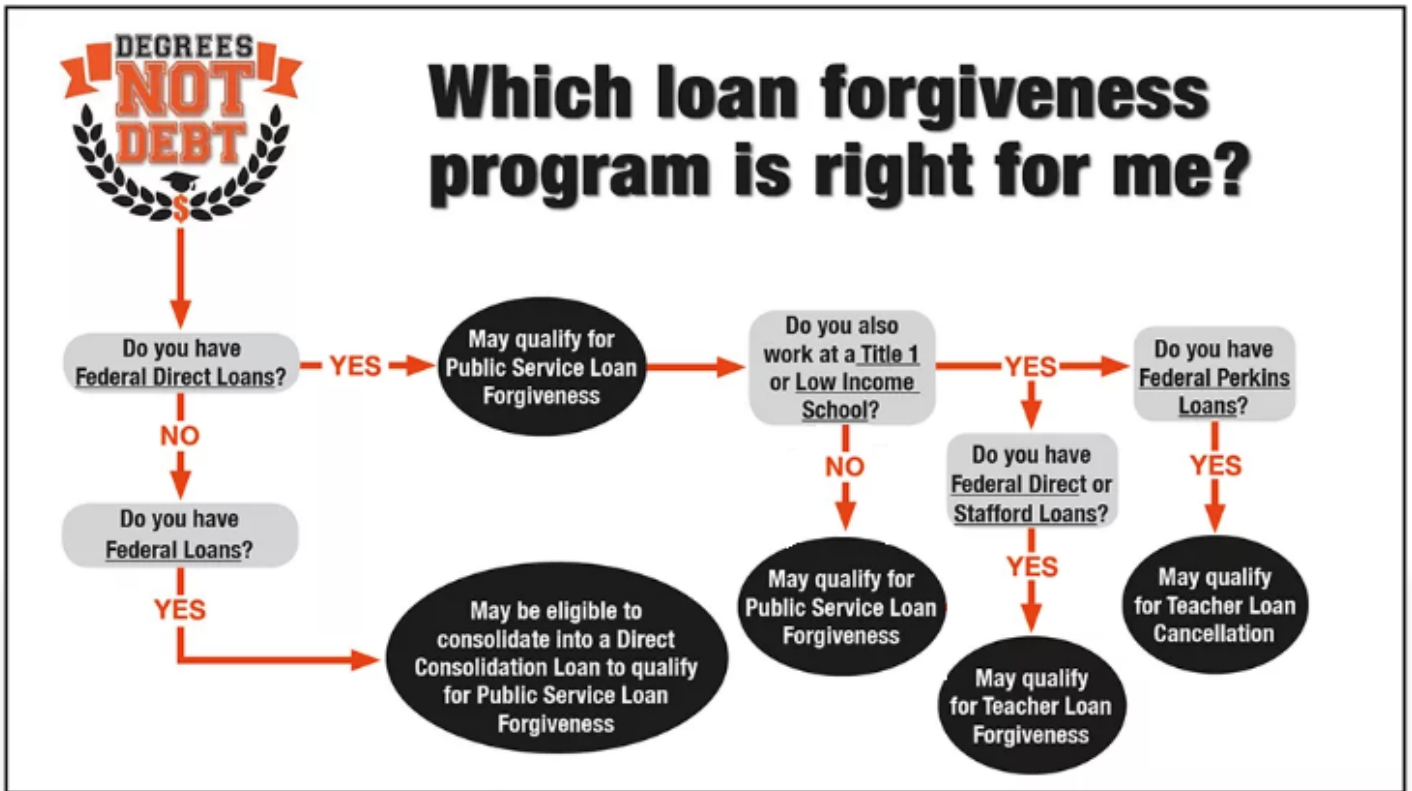 DEGREES
NOT
DEBT
$
Which loan forgiveness
program is right for me?
Do you have
Federal Direct Loans?
YES
May qualify for
Public Service Loan
Forgiveness
Do you also
work at a Title 1
or Low Income
School?
YES
Do you have
Federal Perkins
Loans?
NO
NO
Do you have
Federal Direct or
Stafford Loans?
YES
Do you have
Federal Loans?
YES
May be eligible to
consolidate into a Direct
Consolidation Loan to qualify
for Public Service Loan
Forgiveness
May qualify for
Public Service Loan
Forgiveness
YES
May qualify
for Teacher Loan
Forgiveness
May qualify
for Teacher Loan
Cancellation